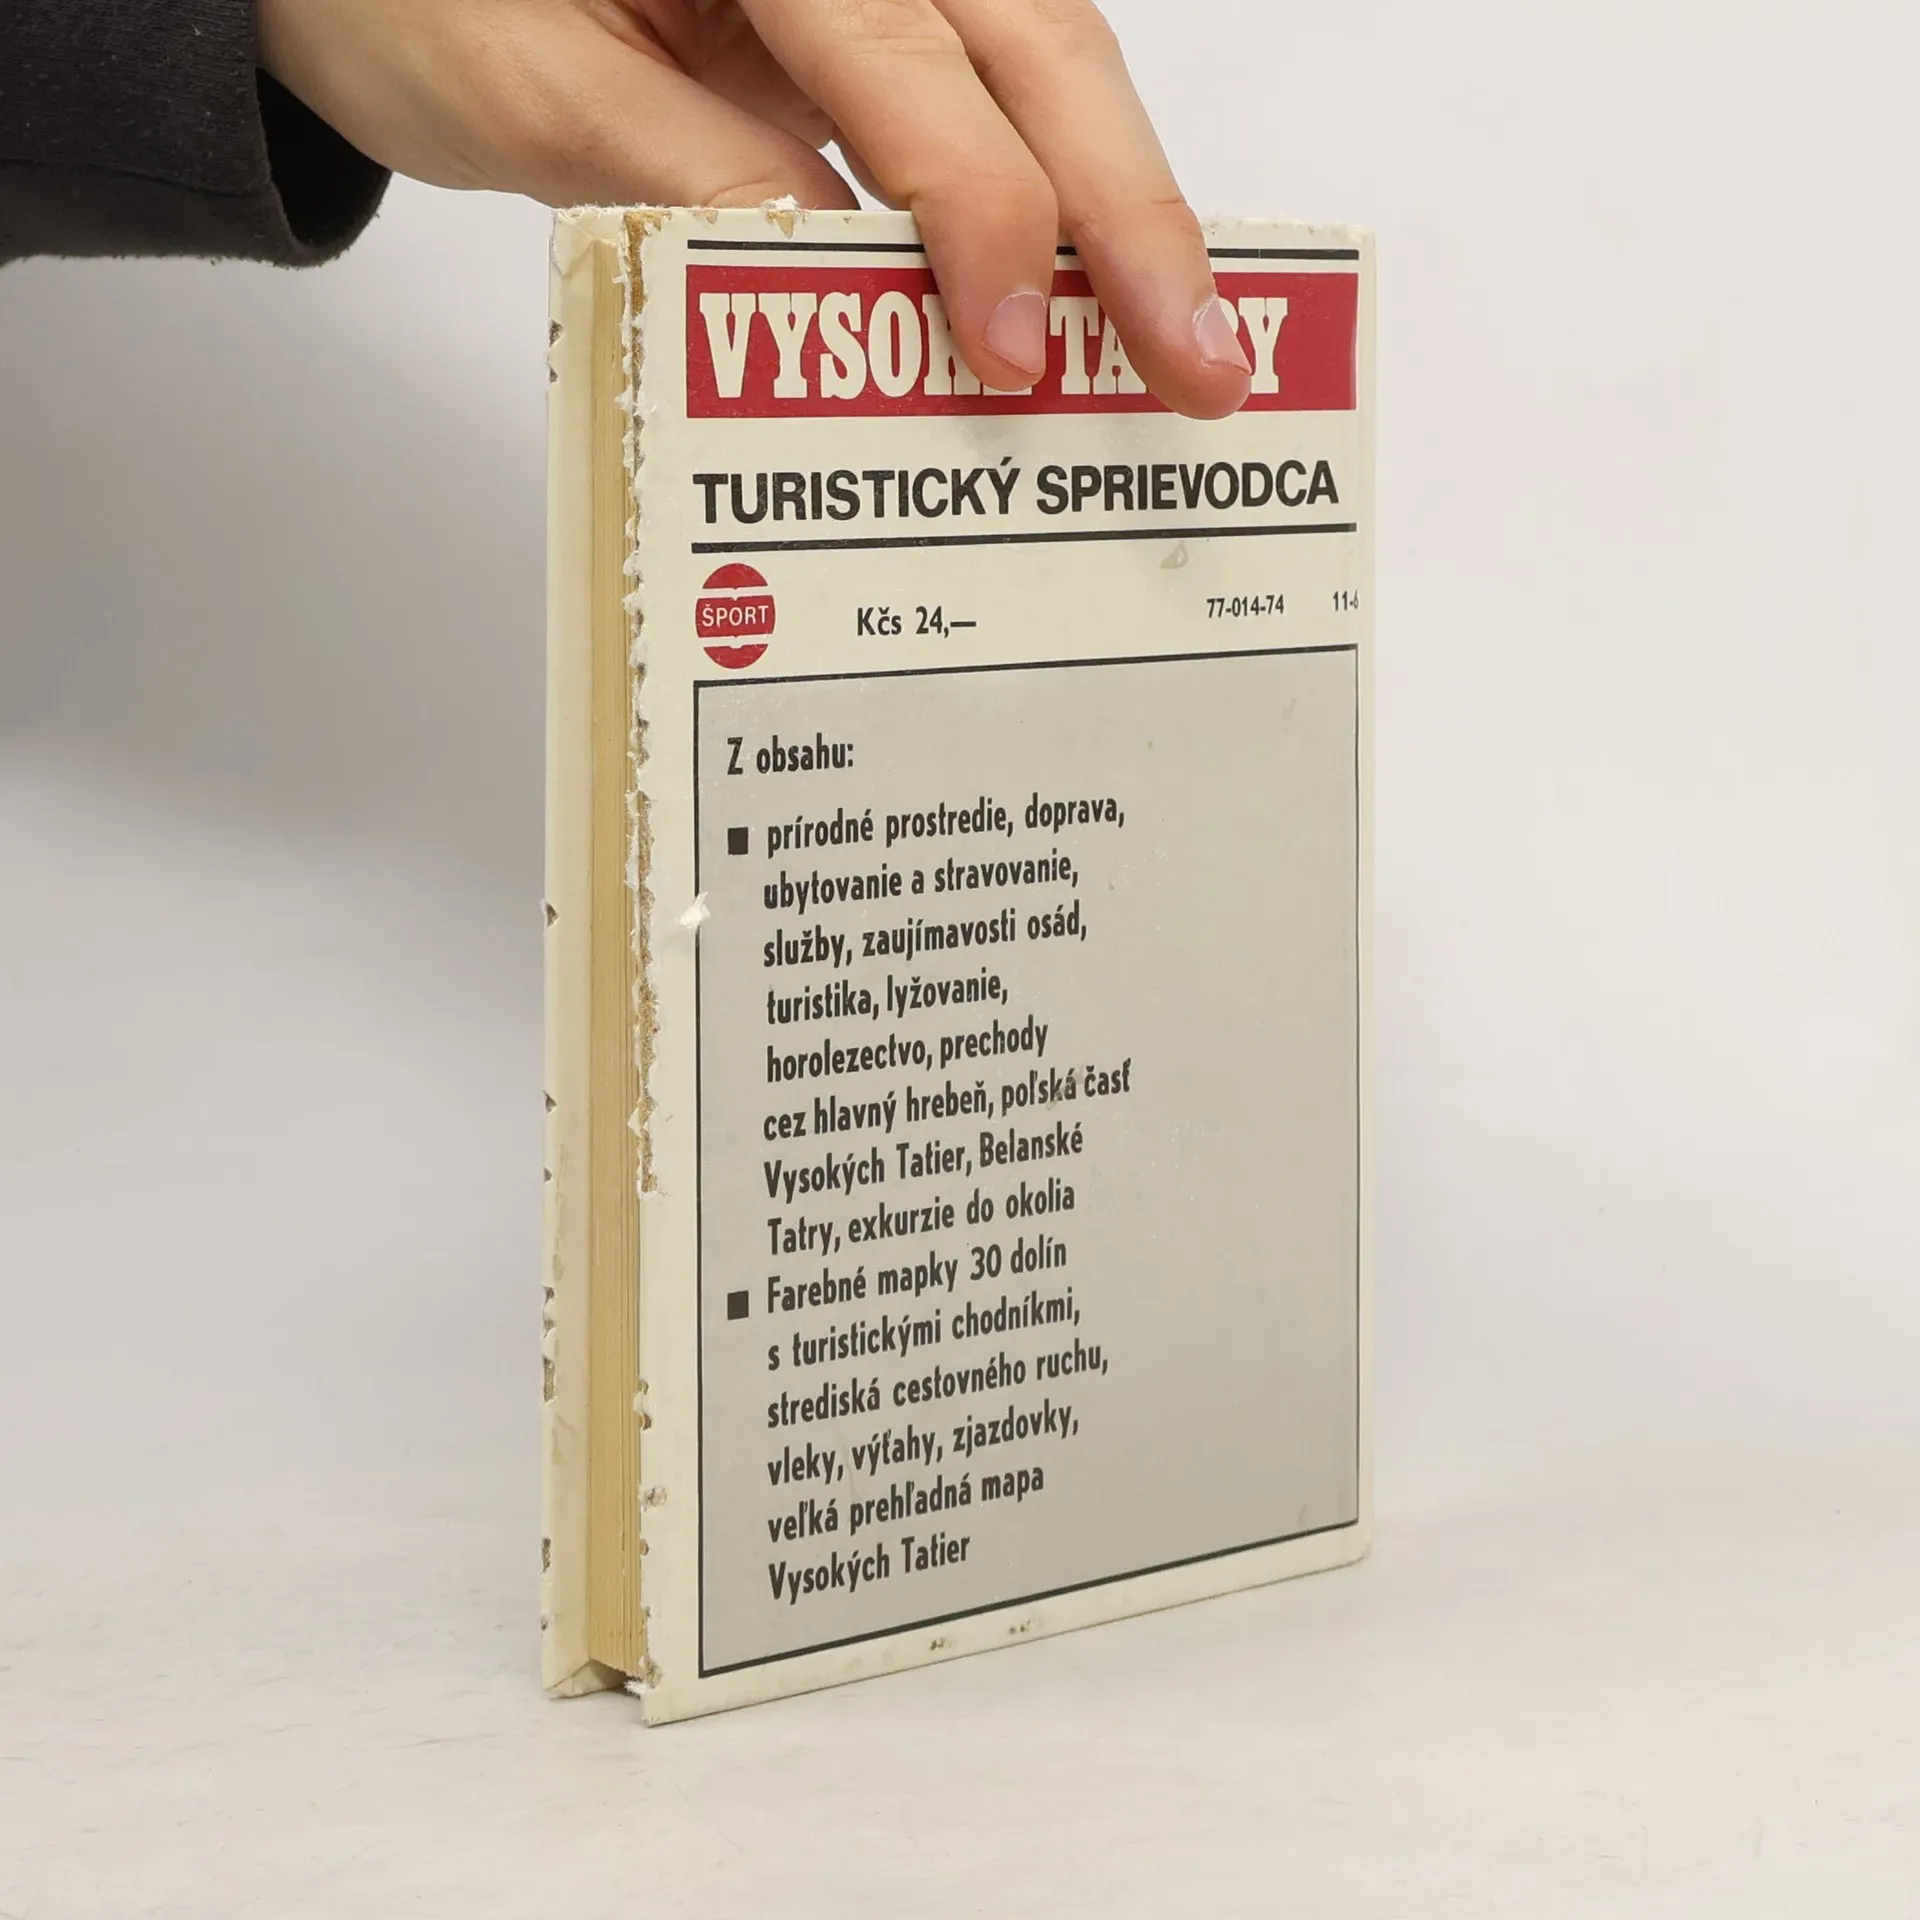 VYSOKÉ TATRY
TURISTICKÝ SPRIEVODCA
ŠPORT
Kčs 24,—
77-014-74
Z obsahu:
■ prírodné prostredie, doprava,
ubytovanie a stravovanie,
služby, zaujímavosti osád,
turistika, lyžovanie,
horolezectvo, prechody
cez hlavný hrebeň, poľská časť
Vysokých Tatier, Belanské
Tatry, exkurzie do okolia
■ Farebné mapky 30 dolín
s turistickými chodníkmi,
strediská cestovného ruchu,
vleky, výťahy, zjazdovky,
veľká prehľadná mapa
Vysokých Tatier